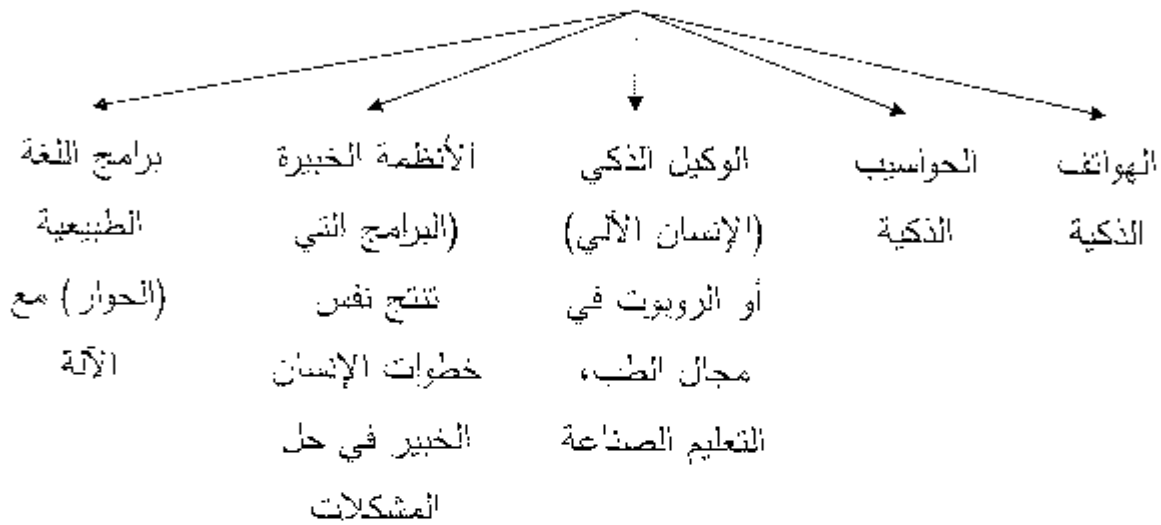 الهواتف
الذكية
الحواسيب
الذكية
الوكيل الذكي
(الإنسان الآلي)
أو الروبوت في
مجال الطب،
التعليم الصناعة
الأنظمة الخبيرة
(البرامج التي
تنتج نفس
خطوات الإنسان
الخبير في حل
المشكلات
برامج اللغة
الطبيعية
(الحوار) مع
الآلة